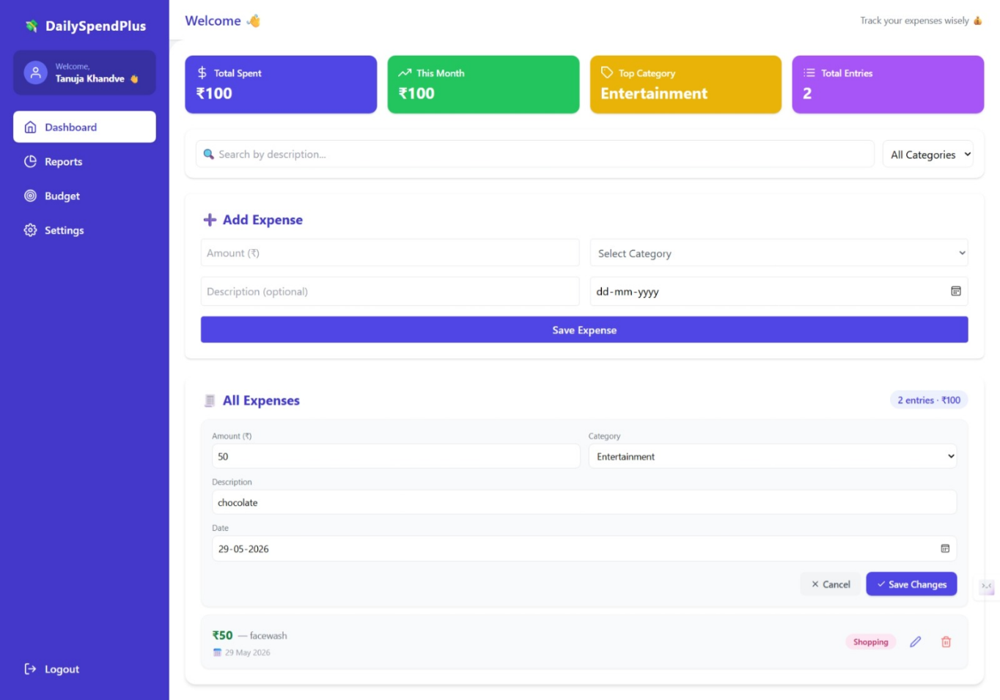 DailySpendPlus
Welcome,
Tanuja Khandve
Dashboard
Reports
Budget
Settings
Logout
Welcome
Track your expenses wisely
Total Spent
₹100
This Month
₹100
Top Category
Entertainment
Total Entries
2
Search by description...
All Categories
Add Expense
Amount (₹)
Select Category
Description (optional)
dd-mm-yyyy
Save Expense
All Expenses
2 entries · ₹100
Amount (₹)
Category
50
Entertainment
Description
chocolate
Date
29-05-2026
Cancel
Save Changes
₹50 — facewash
29 May 2026
Shopping